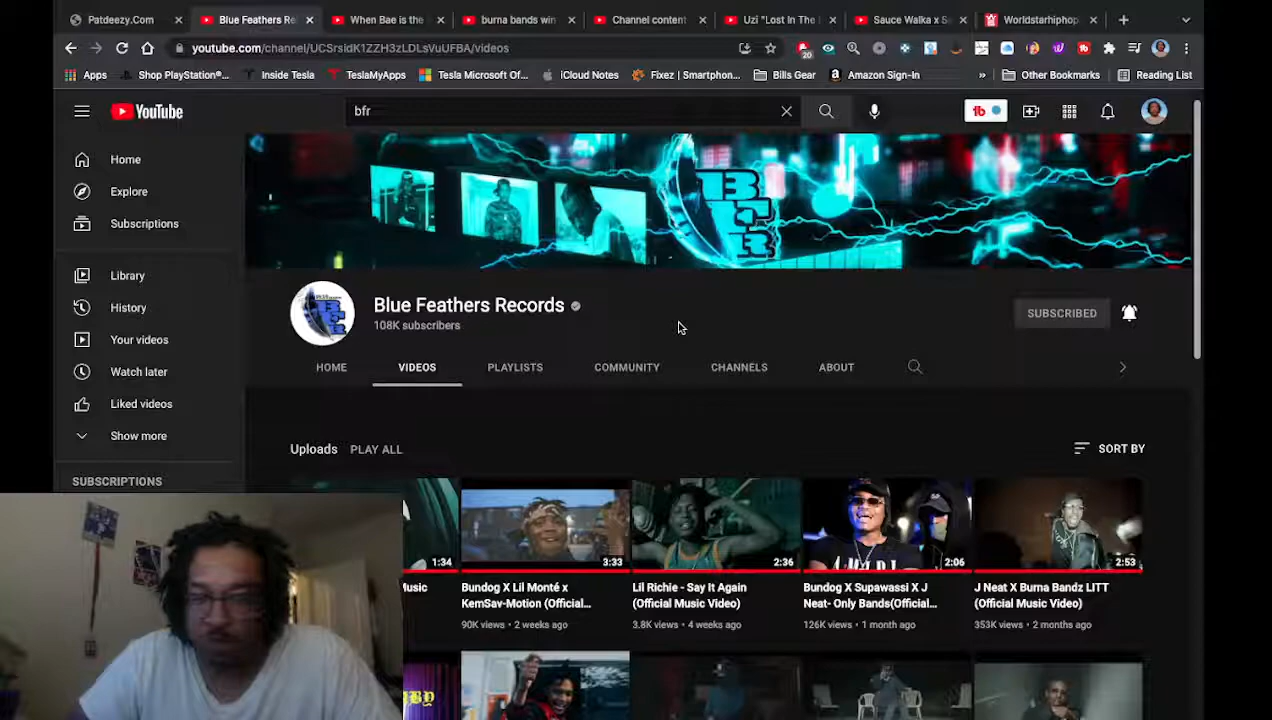 Patdeezy.Com
Blue Feathers Re
When Bae is the
burna bands win
Channel content
Uzi "Lost In The
Sauce Walka x S
Worldstarhiphop
youtube.com/channel/UCSrsidK1ZZH3zLDLsVuUFBA/videos
20
Apps
Shop PlayStation®...
Inside Tesla
TeslaMyApps
Tesla Microsoft Of...
iCloud Notes
Fixez | Smartphon...
Bills Gear
Amazon Sign-In
»
Other Bookmarks
Reading List
YouTube
bfr
tb
Home
Explore
Subscriptions
Library
History
Your videos
Watch later
Liked videos
Show more
SUBSCRIPTIONS
BFR
Blue Feathers Records
108K subscribers
SUBSCRIBED
HOME
VIDEOS
PLAYLISTS
COMMUNITY
CHANNELS
ABOUT
Uploads
PLAY ALL
SORT BY
1:34
3:33
2:36
2:06
2:53
Music
Bundog X Lil Monté x
KemSav-Motion (Official...
90K views • 2 weeks ago
Lil Richie - Say It Again
(Official Music Video)
3.8K views • 4 weeks ago
Bundog X Supawassi X J
Neat- Only Bands(Official...
126K views • 1 month ago
J Neat X Burna Bandz LITT
(Official Music Video)
353K views • 2 months ago